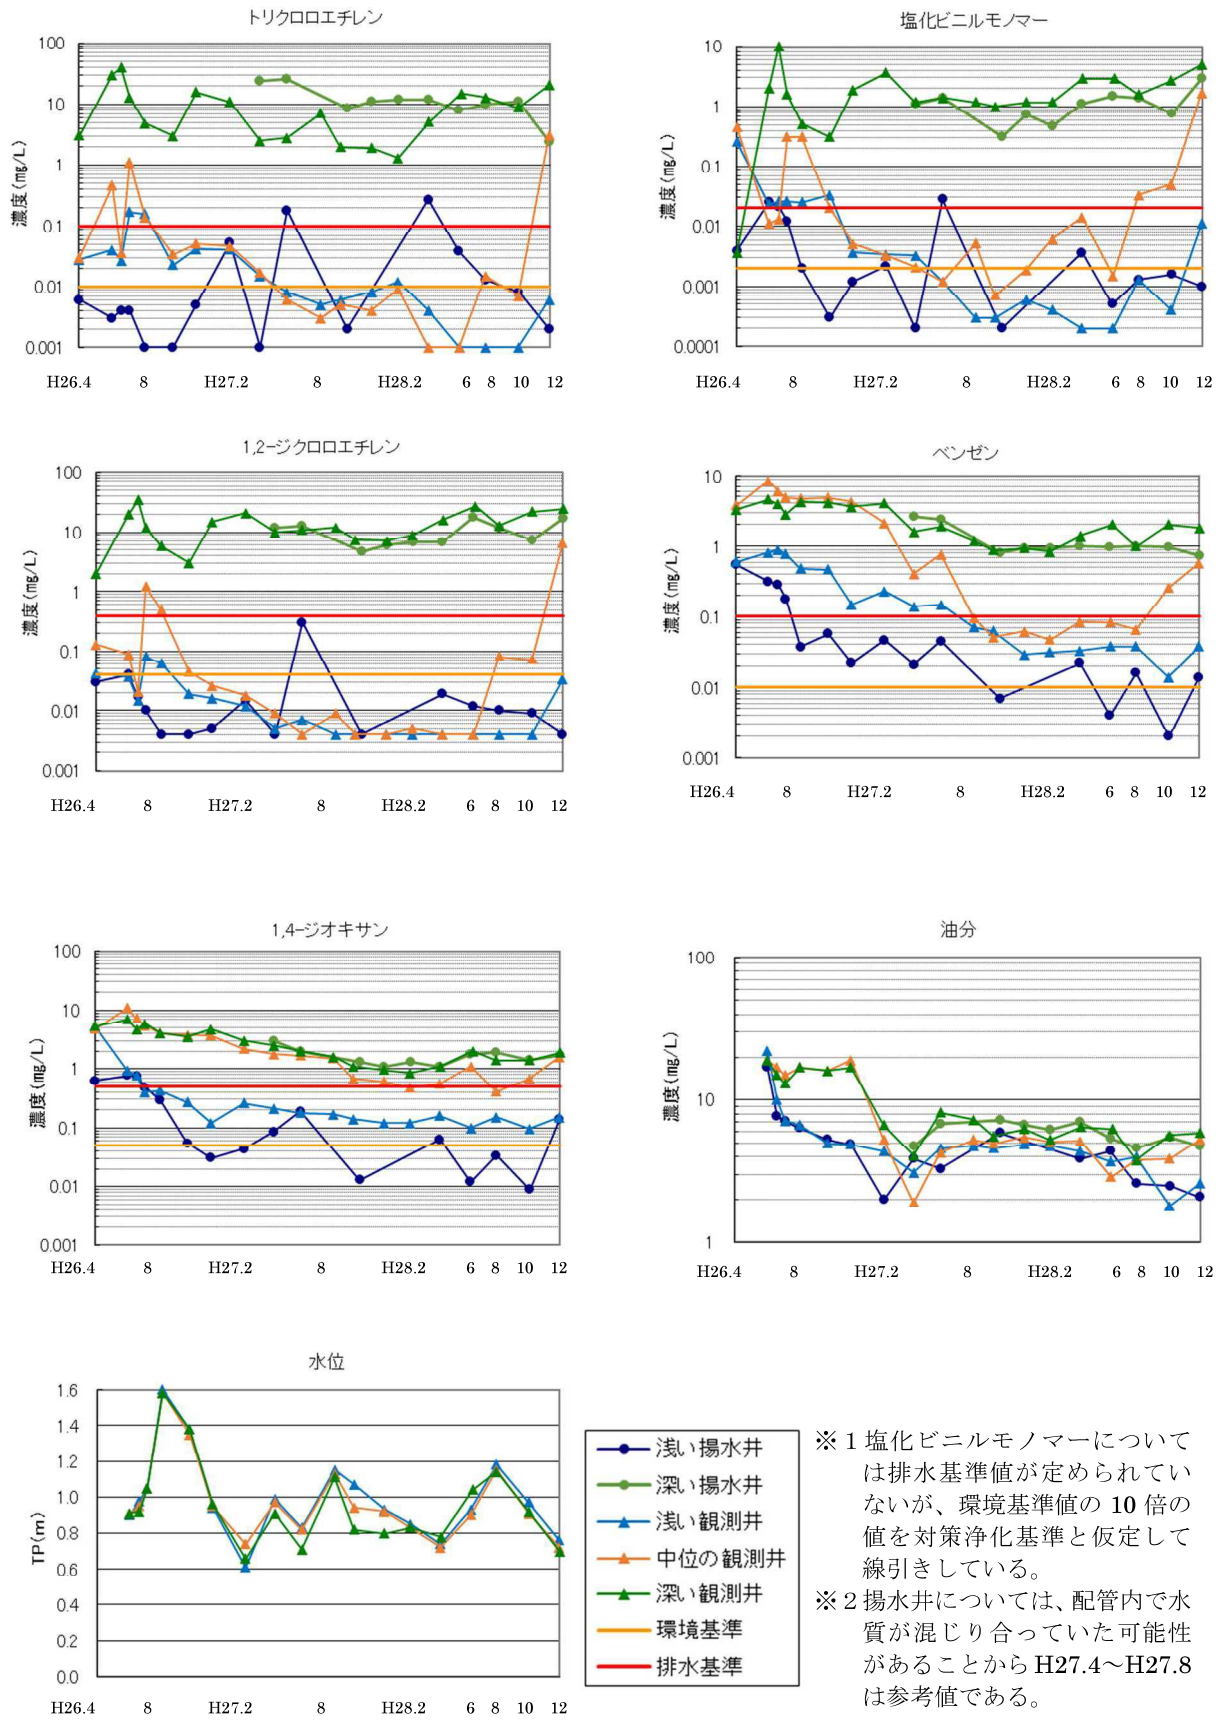 トリクロロエチレン
濃度(mg/L)
100
10
1
0.1
0.01
0.001
H26.4 8 H27.2 8 H28.2 6 8 10 12
塩化ビニルモノマー
濃度(mg/L)
10
1
0.1
0.01
0.001
0.0001
H26.4 8 H27.2 8 H28.2 6 8 10 12
1,2-ジクロロエチレン
濃度(mg/L)
100
10
1
0.1
0.01
0.001
H26.4 8 H27.2 8 H28.2 6 8 10 12
ベンゼン
濃度(mg/L)
10
1
0.1
0.01
0.001
H26.4 8 H27.2 8 H28.2 6 8 10 12
1,4-ジオキサン
濃度(mg/L)
100
10
1
0.1
0.01
0.001
H26.4 8 H27.2 8 H28.2 6 8 10 12
油分
濃度(mg/L)
100
10
1
H26.4 8 H27.2 8 H28.2 6 8 10 12
水位
TP(m)
1.6
1.4
1.2
1.0
0.8
0.6
0.4
0.2
0.0
H26.4 8 H27.2 8 H28.2 6 8 10 12
浅い揚水井
深い揚水井
浅い観測井
中位の観測井
深い観測井
環境基準
排水基準
※1塩化ビニルモノマーについて
は排水基準値が定められてい
ないが、環境基準値の 10 倍の
値を対策浄化基準と仮定して
線引きしている。
※2揚水井については、配管内で水
質が混じり合っていた可能性
があることから H27.4～H27.8
は参考値である。